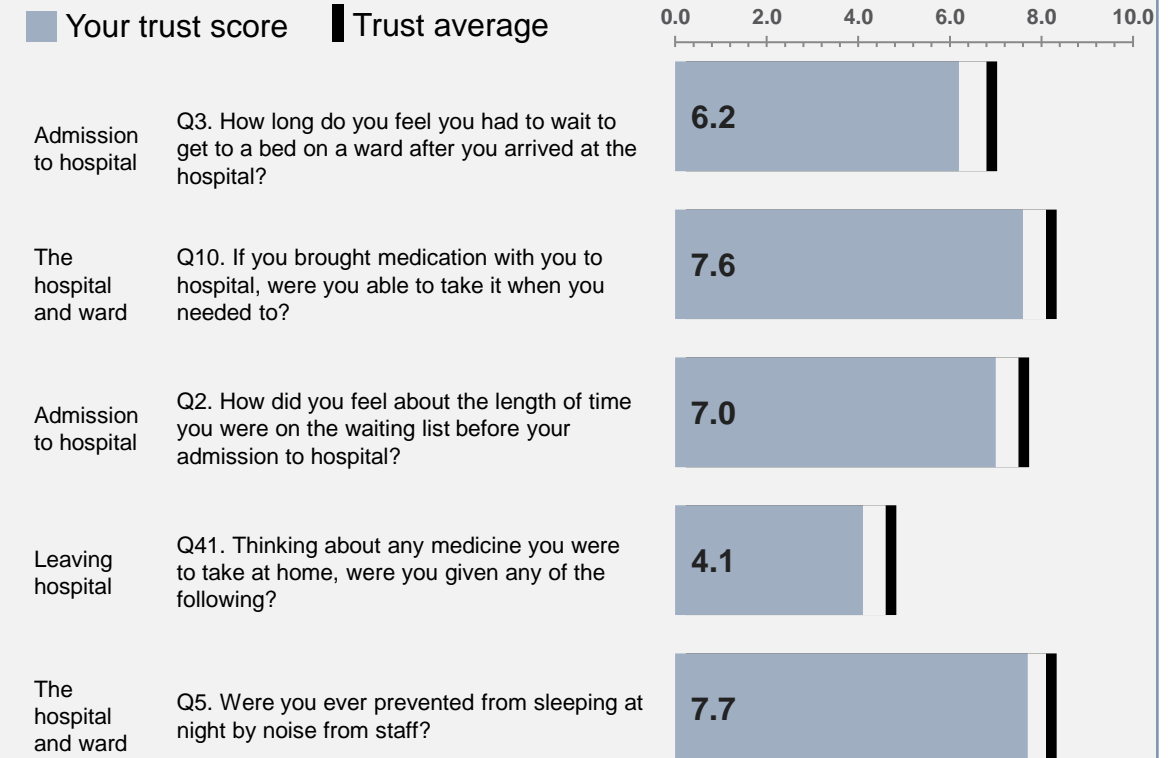 Your trust score Trust average
0.0 2.0 4.0 6.0 8.0 10.0
Admission
to hospital
Q3. How long do you feel you had to wait to
get to a bed on a ward after you arrived at the
hospital?
6.2
The
hospital
and ward
Q10. If you brought medication with you to
hospital, were you able to take it when you
needed to?
7.6
Admission
to hospital
Q2. How did you feel about the length of time
you were on the waiting list before your
admission to hospital?
7.0
Leaving
hospital
Q41. Thinking about any medicine you were
to take at home, were you given any of the
following?
4.1
The
hospital
and ward
Q5. Were you ever prevented from sleeping at
night by noise from staff?
7.7